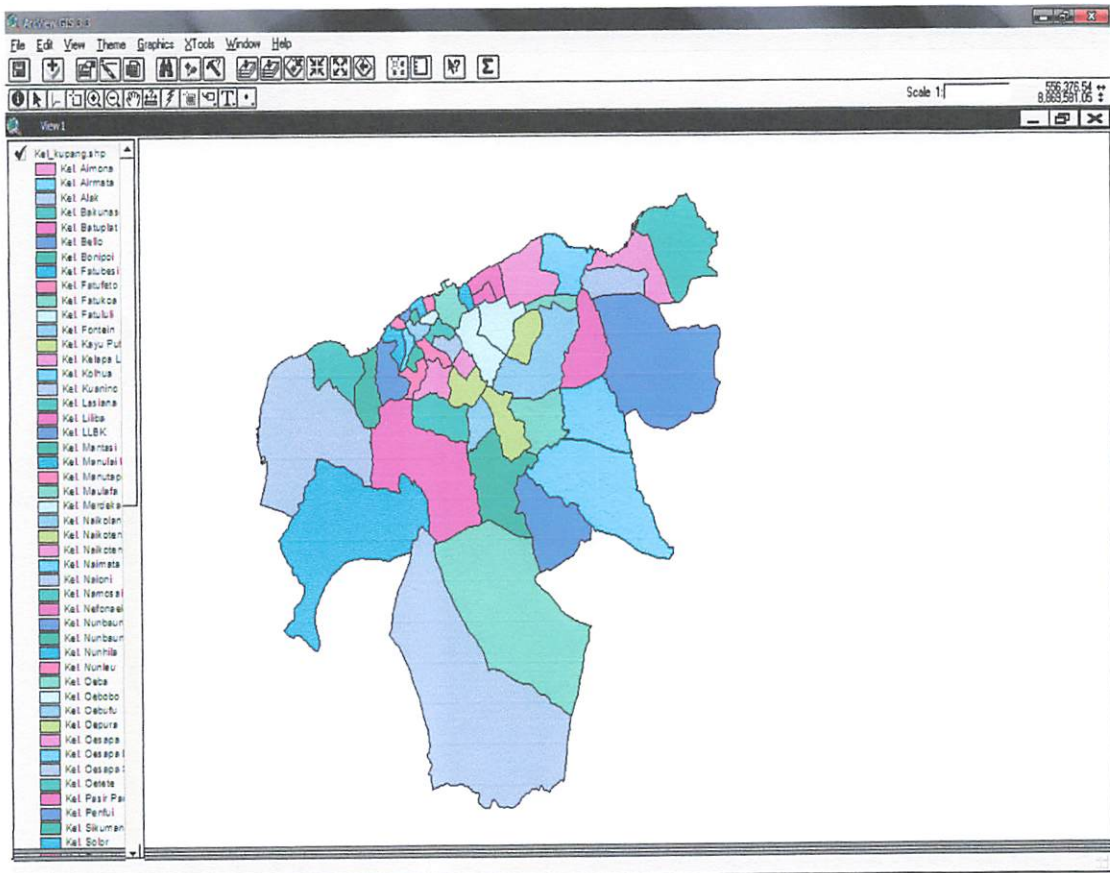 ArcView GIS 3.3
File Edit View Theme Graphics XTools Window Help
Scale 1:
556,376.54
8,869,581.05
View1
Kel_kupang.shp
Kel. Airnona
Kel. Airmata
Kel. Alak
Kel. Bakunas
Kel. Batuplat
Kel. Bello
Kel. Bonipoi
Kel. Fatubesi
Kel. Fatufeto
Kel. Fatukoa
Kel. Fatululi
Kel. Fontein
Kel. Kayu Put
Kel. Kelapa L
Kel. Kolhua
Kel. Kuanino
Kel. Lasiana
Kel. Liliba
Kel. LLBK
Kel. Mantasi
Kel. Manulai I
Kel. Manutap
Kel. Maulafa
Kel. Merdeka
Kel. Naikolan
Kel. Naikoten
Kel. Naikoten
Kel. Naimata
Kel. Naioni
Kel. Namosai
Kel. Nefonaei
Kel. Nunbaun
Kel. Nunbaun
Kel. Nunhila
Kel. Nunleu
Kel. Oeba
Kel. Oebobo
Kel. Oebufu
Kel. Oepura
Kel. Oesapa
Kel. Oesapa
Kel. Oesapa
Kel. Oetete
Kel. Pasir Pa
Kel. Penfui
Kel. Sikuman
Kel. Solor